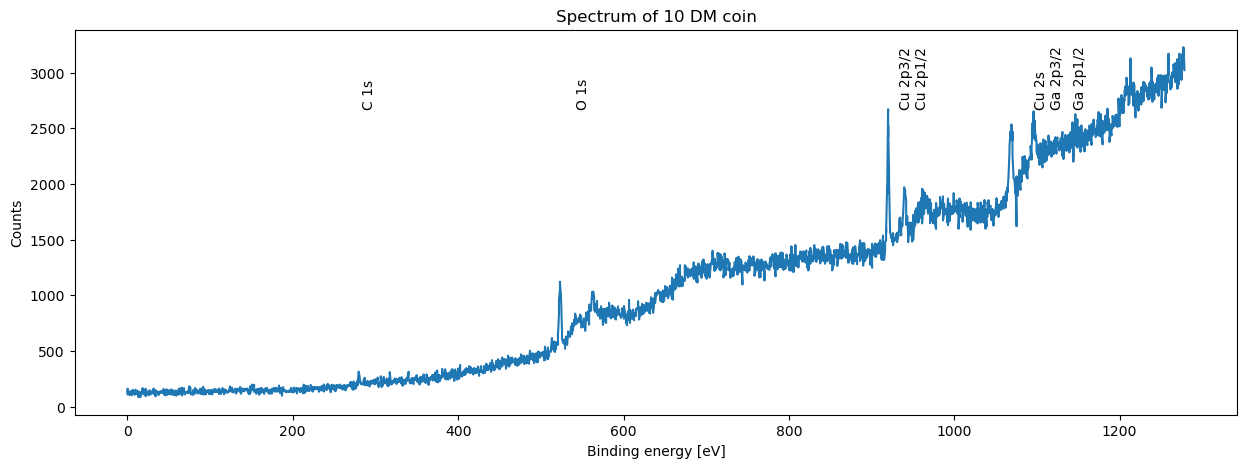 Spectrum of 10 DM coin
C 1s
O 1s
Cu 2p3/2
Cu 2p1/2
Cu 2s
Ga 2p3/2
Ga 2p1/2
Counts
3000
2500
2000
1500
1000
500
0
0 200 400 600 800 1000 1200
Binding energy [eV]